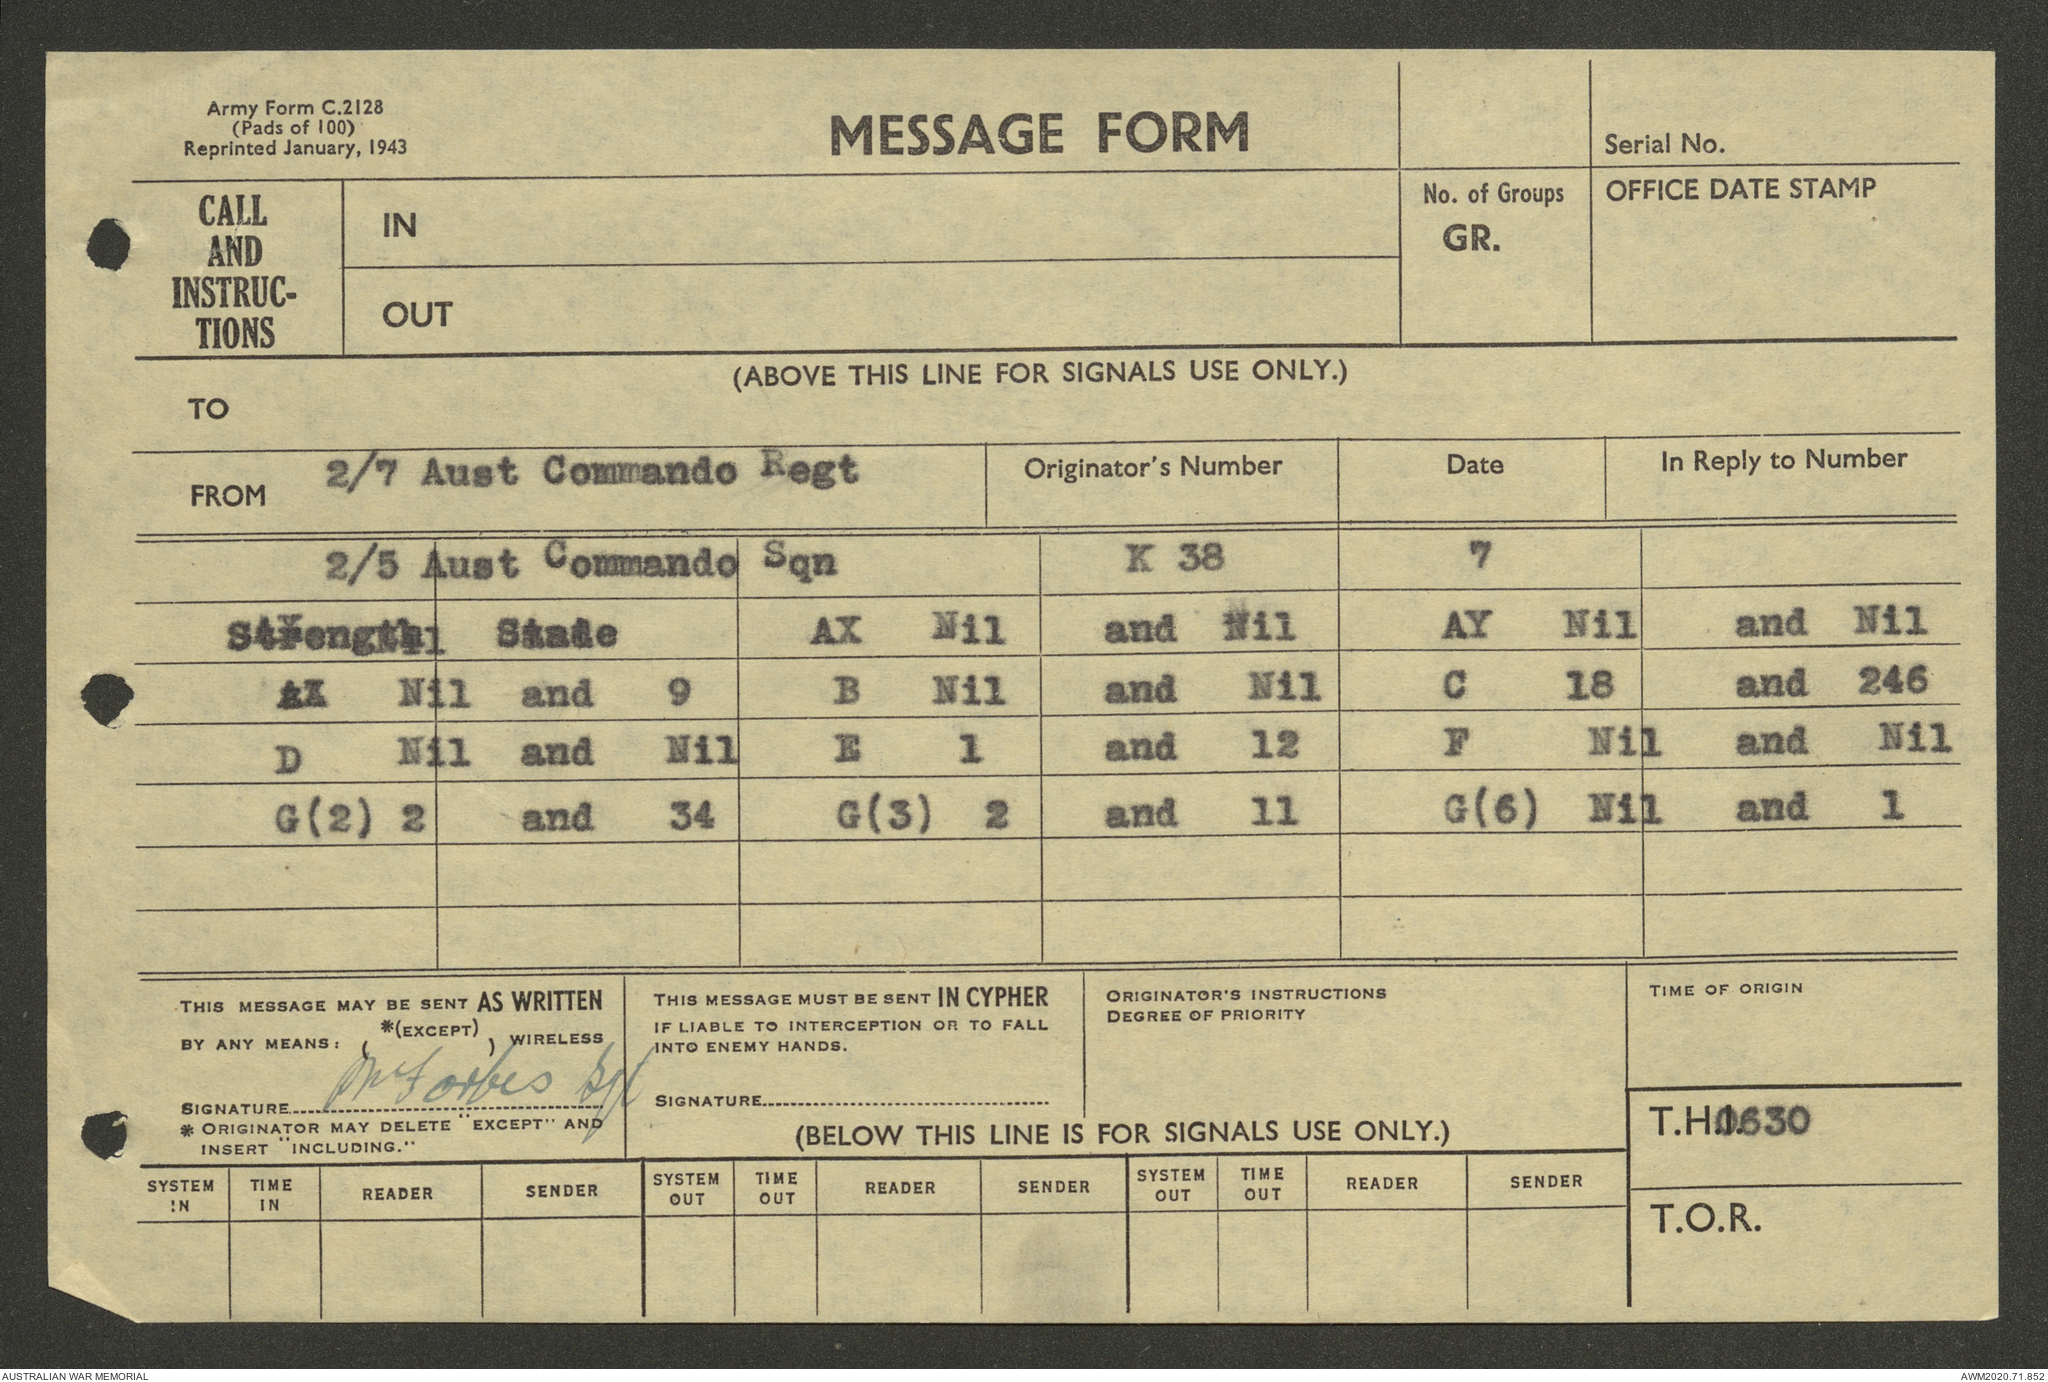 Army Form C.2128
(Pads of 100)
Reprinted January, 1943
MESSAGE FORM
Serial No.
CALL
AND
INSTRUC-
TIONS
IN
OUT
No. of Groups
GR.
OFFICE DATE STAMP
(ABOVE THIS LINE FOR SIGNALS USE ONLY.)
TO
FROM 2/7 Aust Commando Regt
Originator's Number
Date
In Reply to Number
2/5 Aust Commando Sqn K 38 7
Strength State AX Nil and Nil AY Nil and Nil
Nil and 9 B Nil and Nil C 18 and 246
D Nil and Nil E 1 and 12 F Nil and Nil
G(2) 2 and 34 G(3) 2 and 11 G(6) Nil and 1
THIS MESSAGE MAY BE SENT AS WRITTEN
BY ANY MEANS: ( *(EXCEPT) ) WIRELESS
SIGNATURE Forbes
* ORIGINATOR MAY DELETE "EXCEPT" AND
INSERT "INCLUDING."
THIS MESSAGE MUST BE SENT IN CYPHER
IF LIABLE TO INTERCEPTION OR TO FALL
INTO ENEMY HANDS.
SIGNATURE
ORIGINATOR'S INSTRUCTIONS
DEGREE OF PRIORITY
TIME OF ORIGIN
T.H.I. 0630
(BELOW THIS LINE IS FOR SIGNALS USE ONLY.)
SYSTEM IN TIME IN READER SENDER SYSTEM OUT TIME OUT READER SENDER SYSTEM OUT TIME OUT READER SENDER
T.O.R.
AUSTRALIAN WAR MEMORIAL
AWM2020.71.852